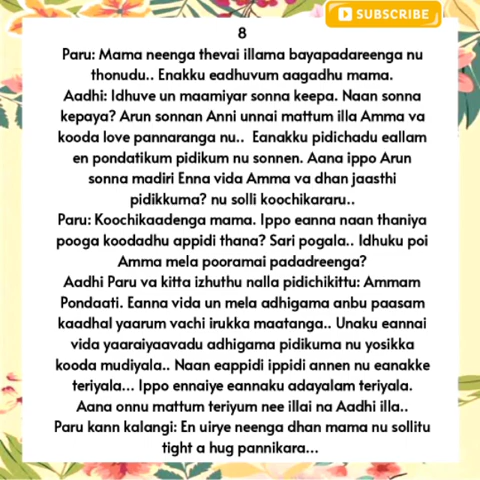 SUBSCRIBE
8
Paru: Mama neenga thevai illama bayapadareenga nu
thonudu.. Enakku eadhuvum aagadhu mama.
Aadhi: Idhuve un maamiyar sonna keepa. Naan sonna
kepaya? Arun sonnan Anni unnai mattum illa Amma va
kooda love pannaranga nu.. Eanakku pidichadu eallam
en pondatikum pidikum nu sonnen. Aana ippo Arun
sonna madiri Enna vida Amma va dhan jaasthi
pidikkuma? nu solli koochikararu..
Paru: Koochikaadenga mama. Ippo eanna naan thaniya
pooga koodadhu appidi thana? Sari pogala.. Idhuku poi
Amma mela pooramai padadreenga?
Aadhi Paru va kitta izhuthu nalla pidichikittu: Ammam
Pondaati. Eanna vida un mela adhigama anbu paasam
kaadhal yaarum vachi irukka maatanga.. Unaku eannai
vida yaaraiyaavadu adhigama pidikuma nu yosikka
kooda mudiyala.. Naan eappidi ippidi annen nu eanakke
teriyala... Ippo ennaiye eannaku adayalam teriyala.
Aana onnu mattum teriyum nee illai na Aadhi illa..
Paru kann kalangi: En uirye neenga dhan mama nu sollitu
tight a hug pannikara...